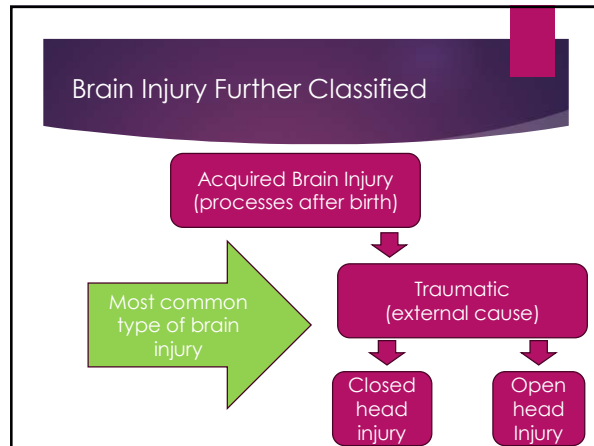 Brain Injury Further Classified
Acquired Brain Injury
(processes after birth)
Most common
type of brain
injury
Traumatic
(external cause)
Closed
head
injury
Open
head
Injury